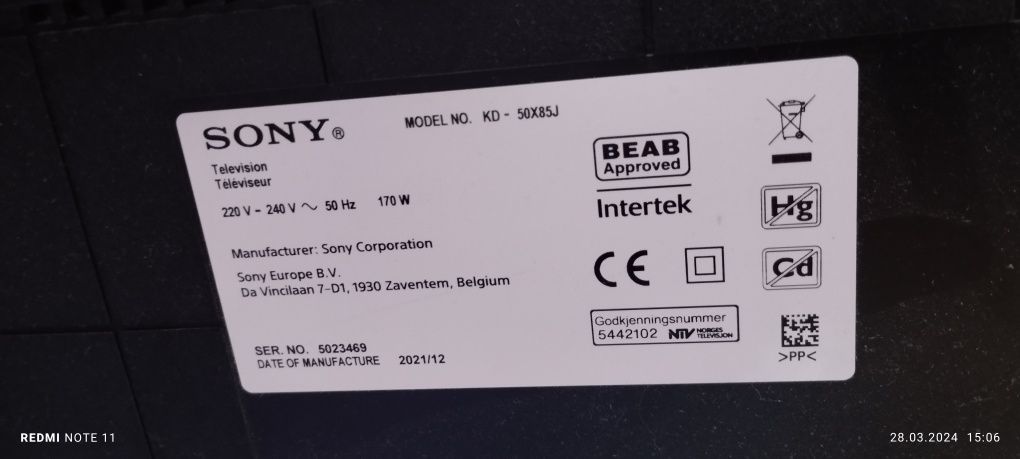 SONY®
MODEL NO. KD - 50X85J
Television
Téléviseur
220 V - 240 V ~ 50 Hz 170 W
BEAB
Approved
Intertek
Hg
Manufacturer: Sony Corporation
Sony Europe B.V.
Da Vincilaan 7-D1, 1930 Zaventem, Belgium
CE
Cd
Godkjenningsnummer
5442102 NTV NORGES TELEVISJON
SER. NO. 5023469
DATE OF MANUFACTURE 2021/12
>PP<
REDMI NOTE 11
28.03.2024 15:06